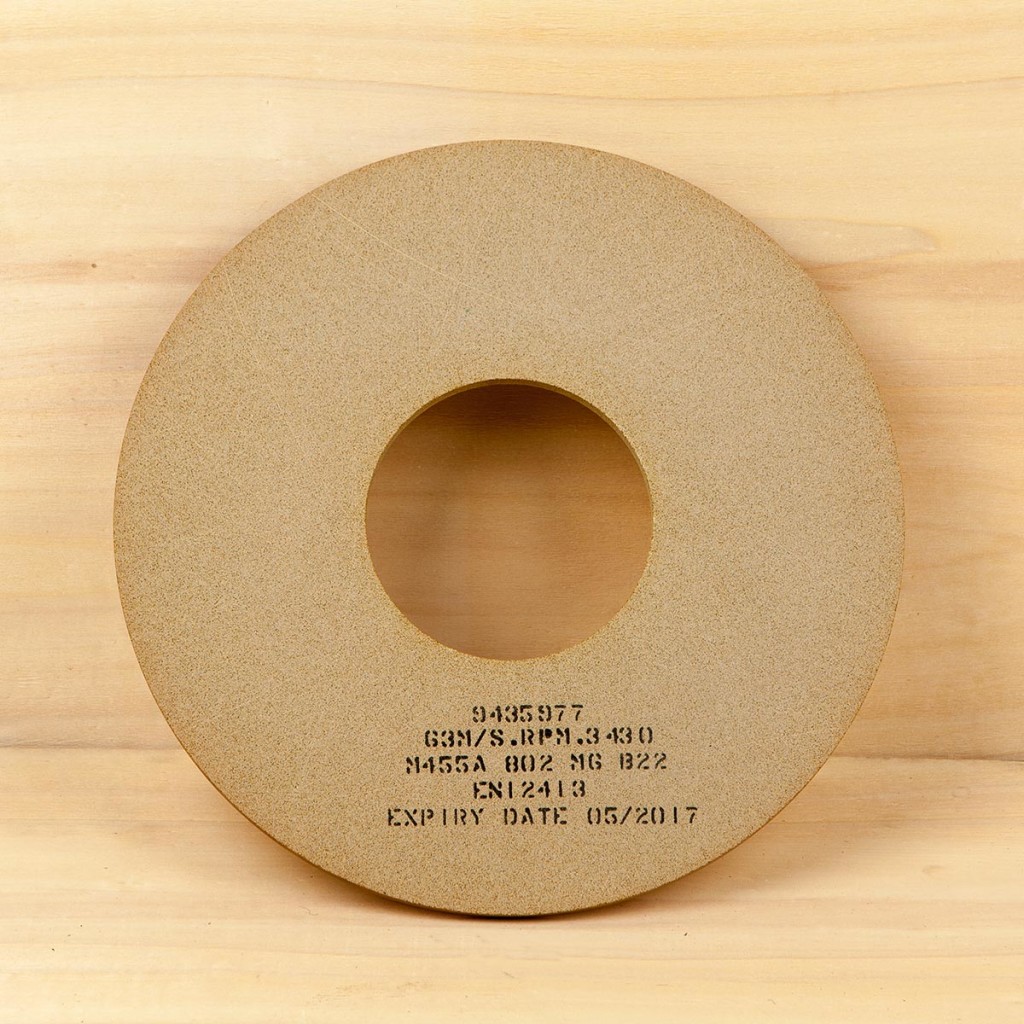 9435977
63M/S.RPM.3430
M455A 802 MG B22
EN12413
EXPIRY DATE 05/2017